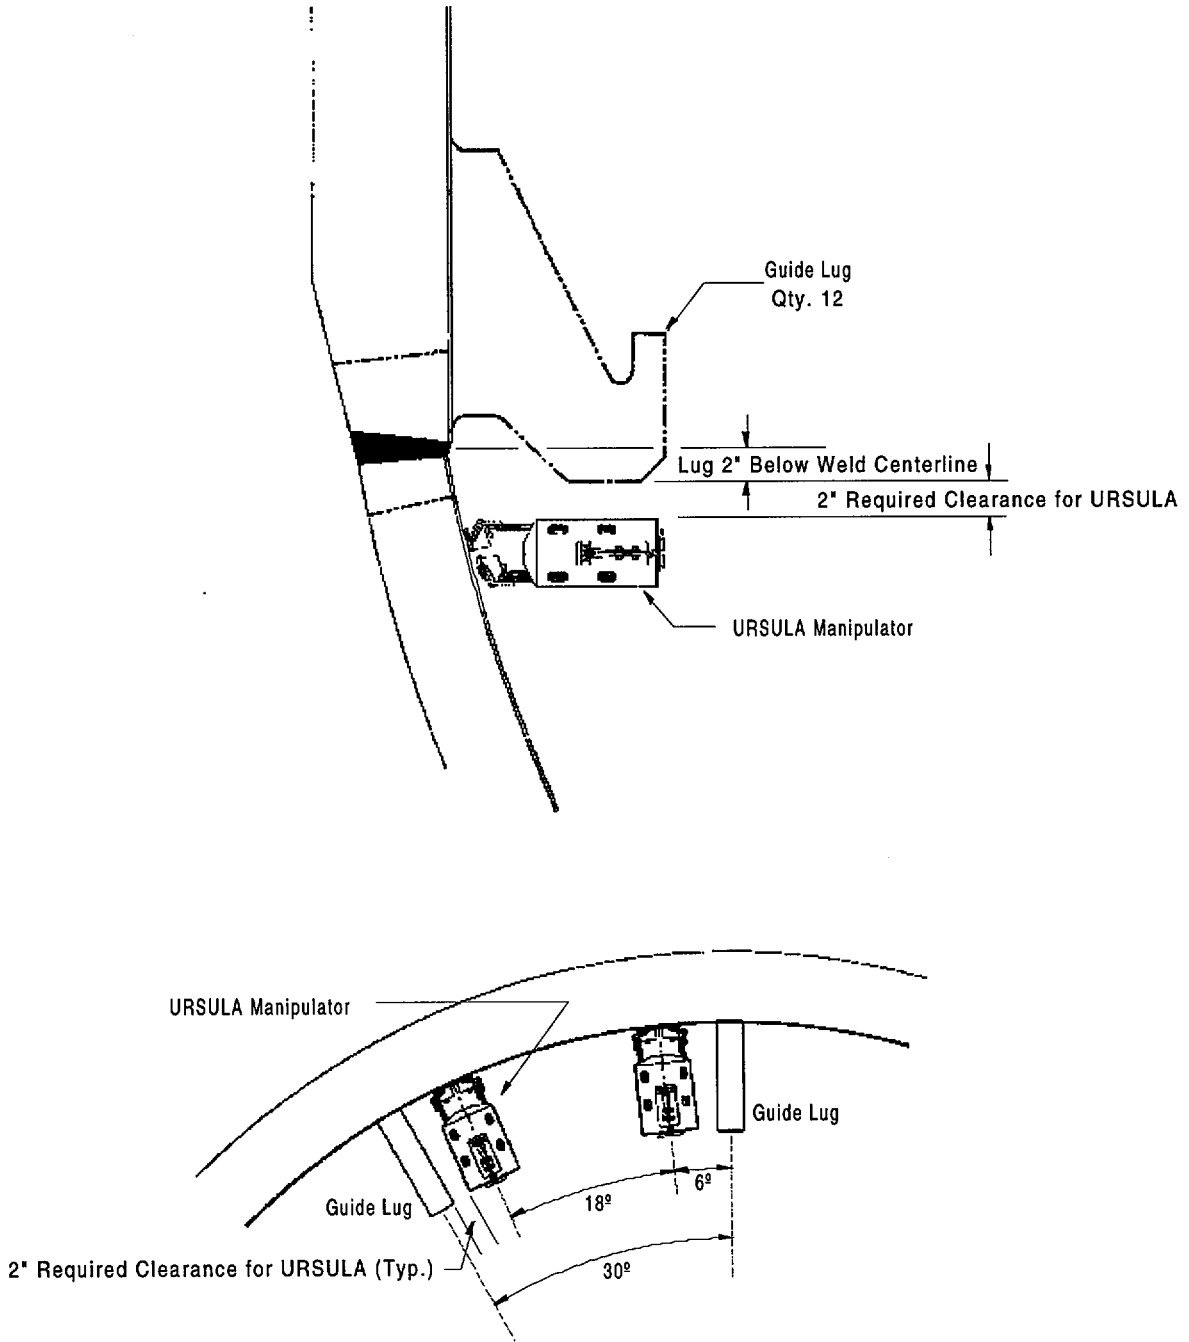 Guide Lug
Qty. 12
Lug 2" Below Weld Centerline
2" Required Clearance for URSULA
URSULA Manipulator
URSULA Manipulator
Guide Lug
6º
18º
Guide Lug
2" Required Clearance for URSULA (Typ.)
30º